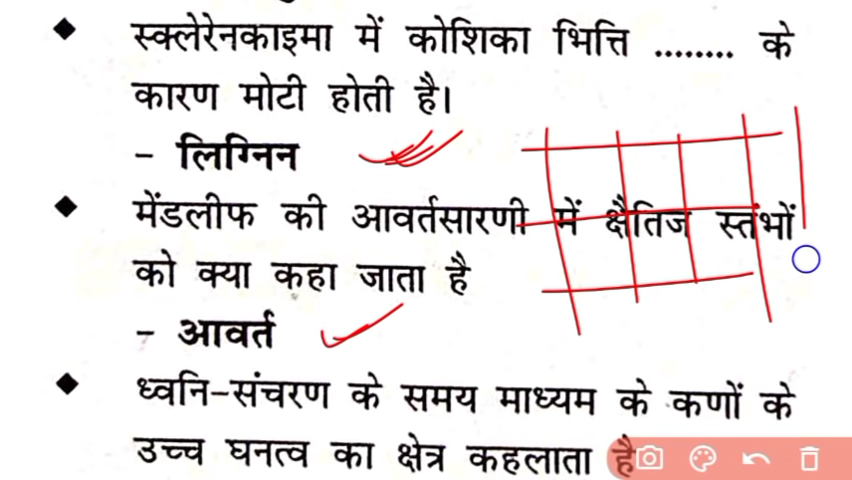 ◆ स्क्लेरेनकाइमा में कोशिका भित्ति ........ के
कारण मोटी होती है।
– लिग्निन
◆ मेंडलीफ की आवर्तसारणी में क्षैतिज स्तंभों
को क्या कहा जाता है
– आवर्त
◆ ध्वनि-संचरण के समय माध्यम के कणों के
उच्च घनत्व का क्षेत्र कहलाता है